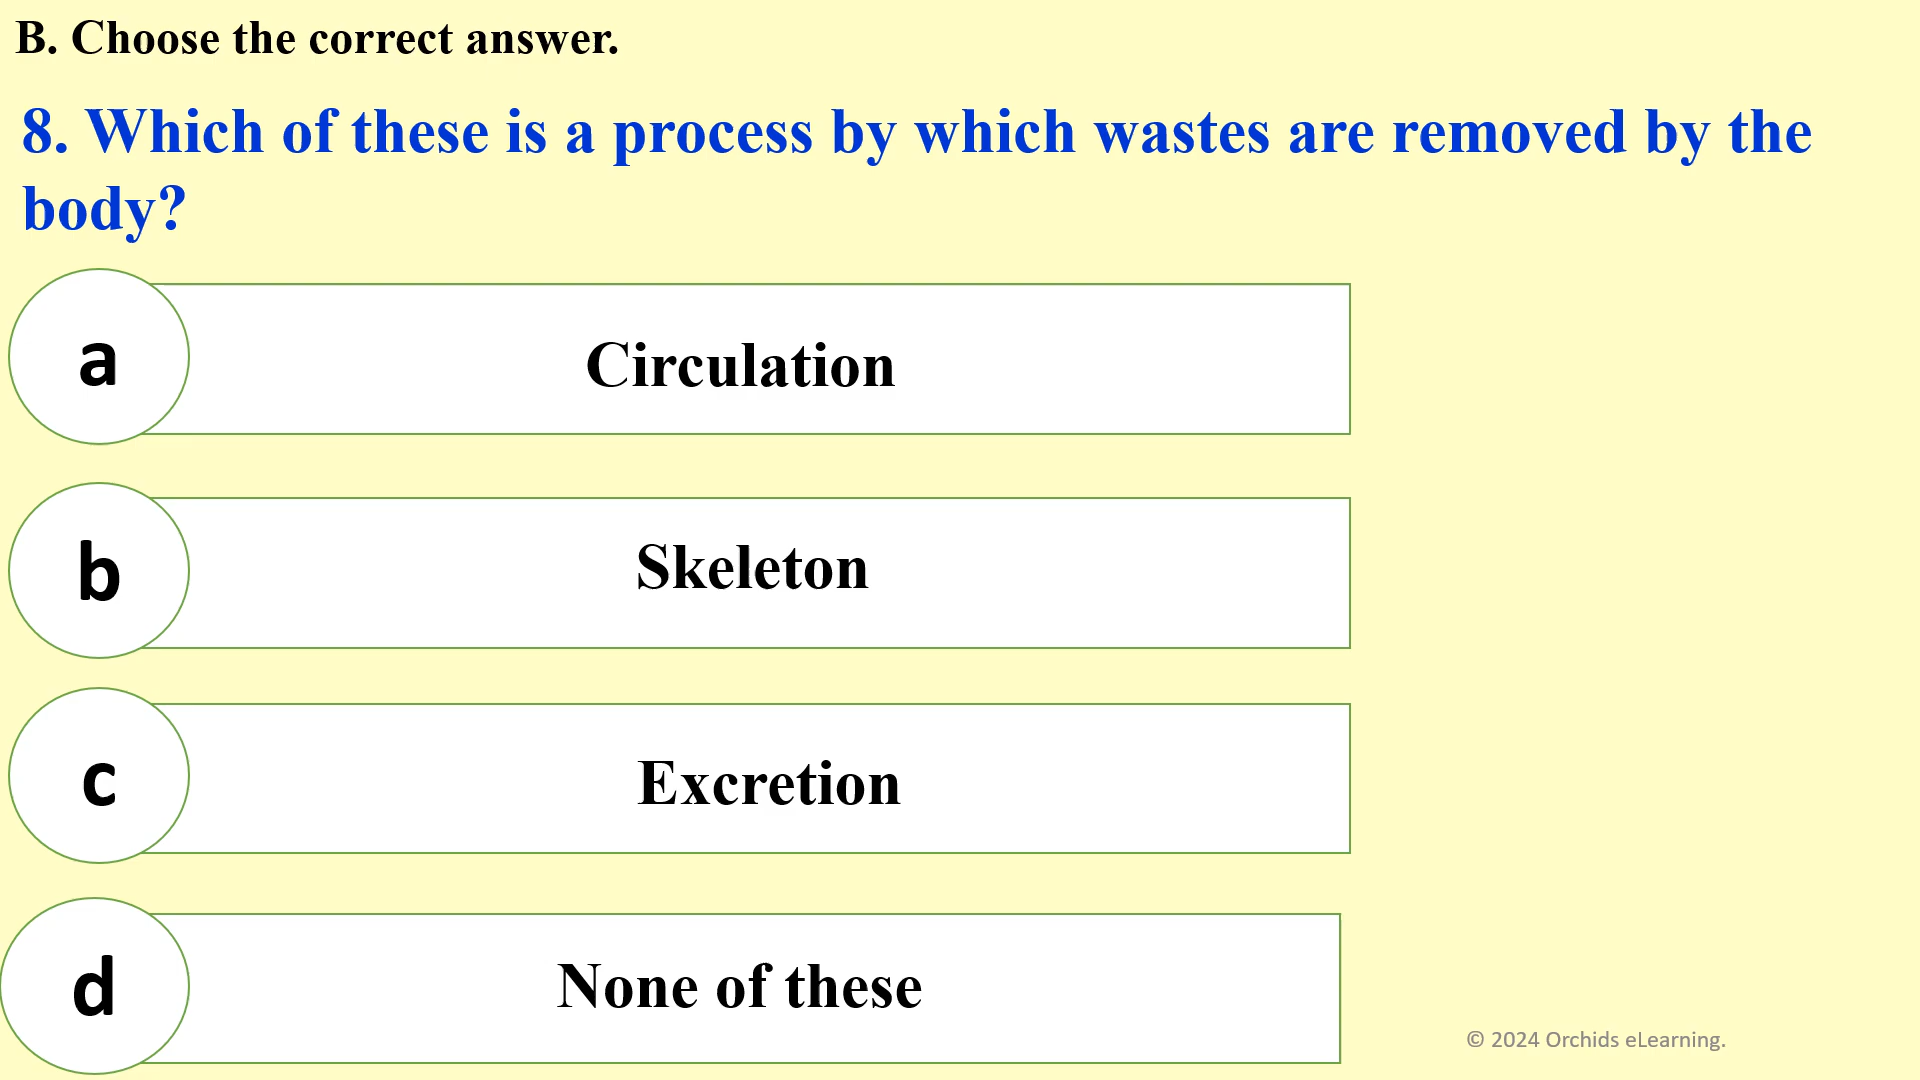 B. Choose the correct answer.
8. Which of these is a process by which wastes are removed by the
body?
a
Circulation
b
Skeleton
c
Excretion
d
None of these
© 2024 Orchids eLearning.